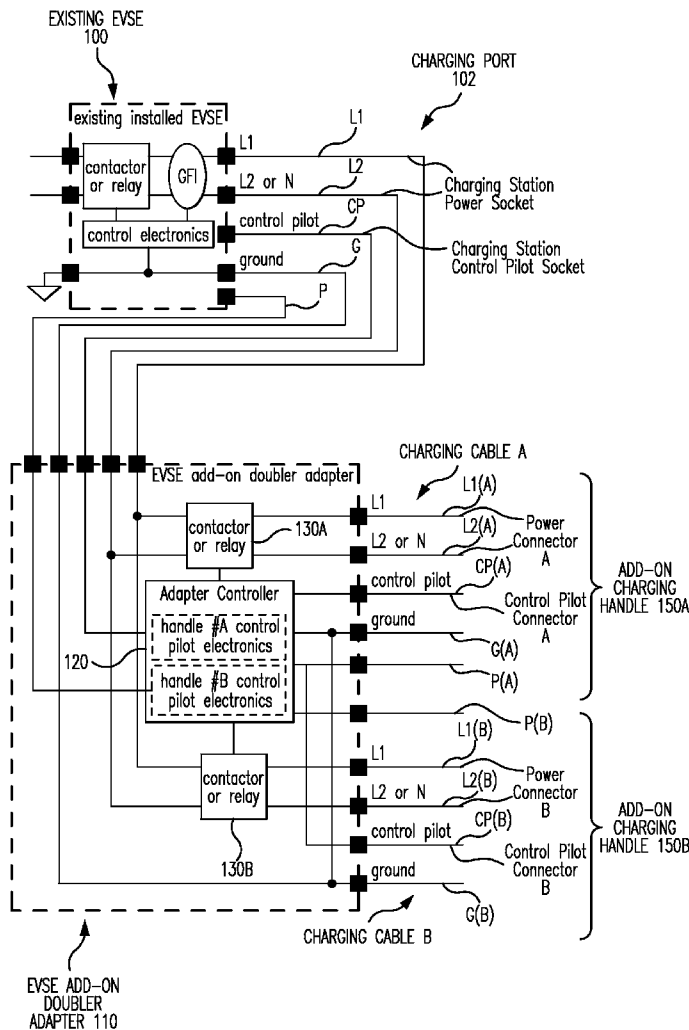 EXISTING EVSE
100
CHARGING PORT
102
existing installed EVSE
L1
L1
contactor
or relay
GFI
L2 or N
L2
Charging Station
Power Socket
control pilot
CP
control electronics
Charging Station
Control Pilot Socket
ground
G
P
EVSE add-on doubler adapter
CHARGING CABLE A
contactor
or relay
130A
L1
L1(A)
Power
Connector
A
L2 or N
L2(A)
Adapter Controller
control pilot
CP(A)
Control Pilot
Connector
A
ADD-ON
CHARGING
HANDLE 150A
handle #A control
pilot electronics
120
ground
G(A)
handle #B control
pilot electronics
P(A)
P(B)
contactor
or relay
130B
L1
L1(B)
Power
Connector
B
L2 or N
L2(B)
control pilot
CP(B)
Control Pilot
Connector
B
ADD-ON
CHARGING
HANDLE 150B
ground
G(B)
CHARGING CABLE B
EVSE ADD-ON
DOUBLER
ADAPTER 110